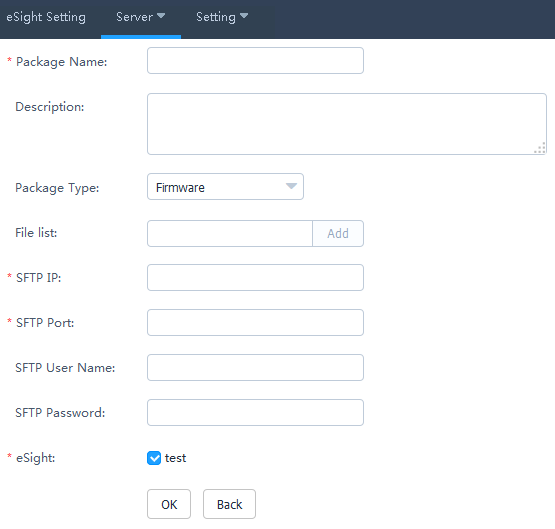 eSight Setting Server Setting
* Package Name:
Description:
Package Type: Firmware
File list: Add
* SFTP IP:
* SFTP Port:
SFTP User Name:
SFTP Password:
* eSight: test
OK Back